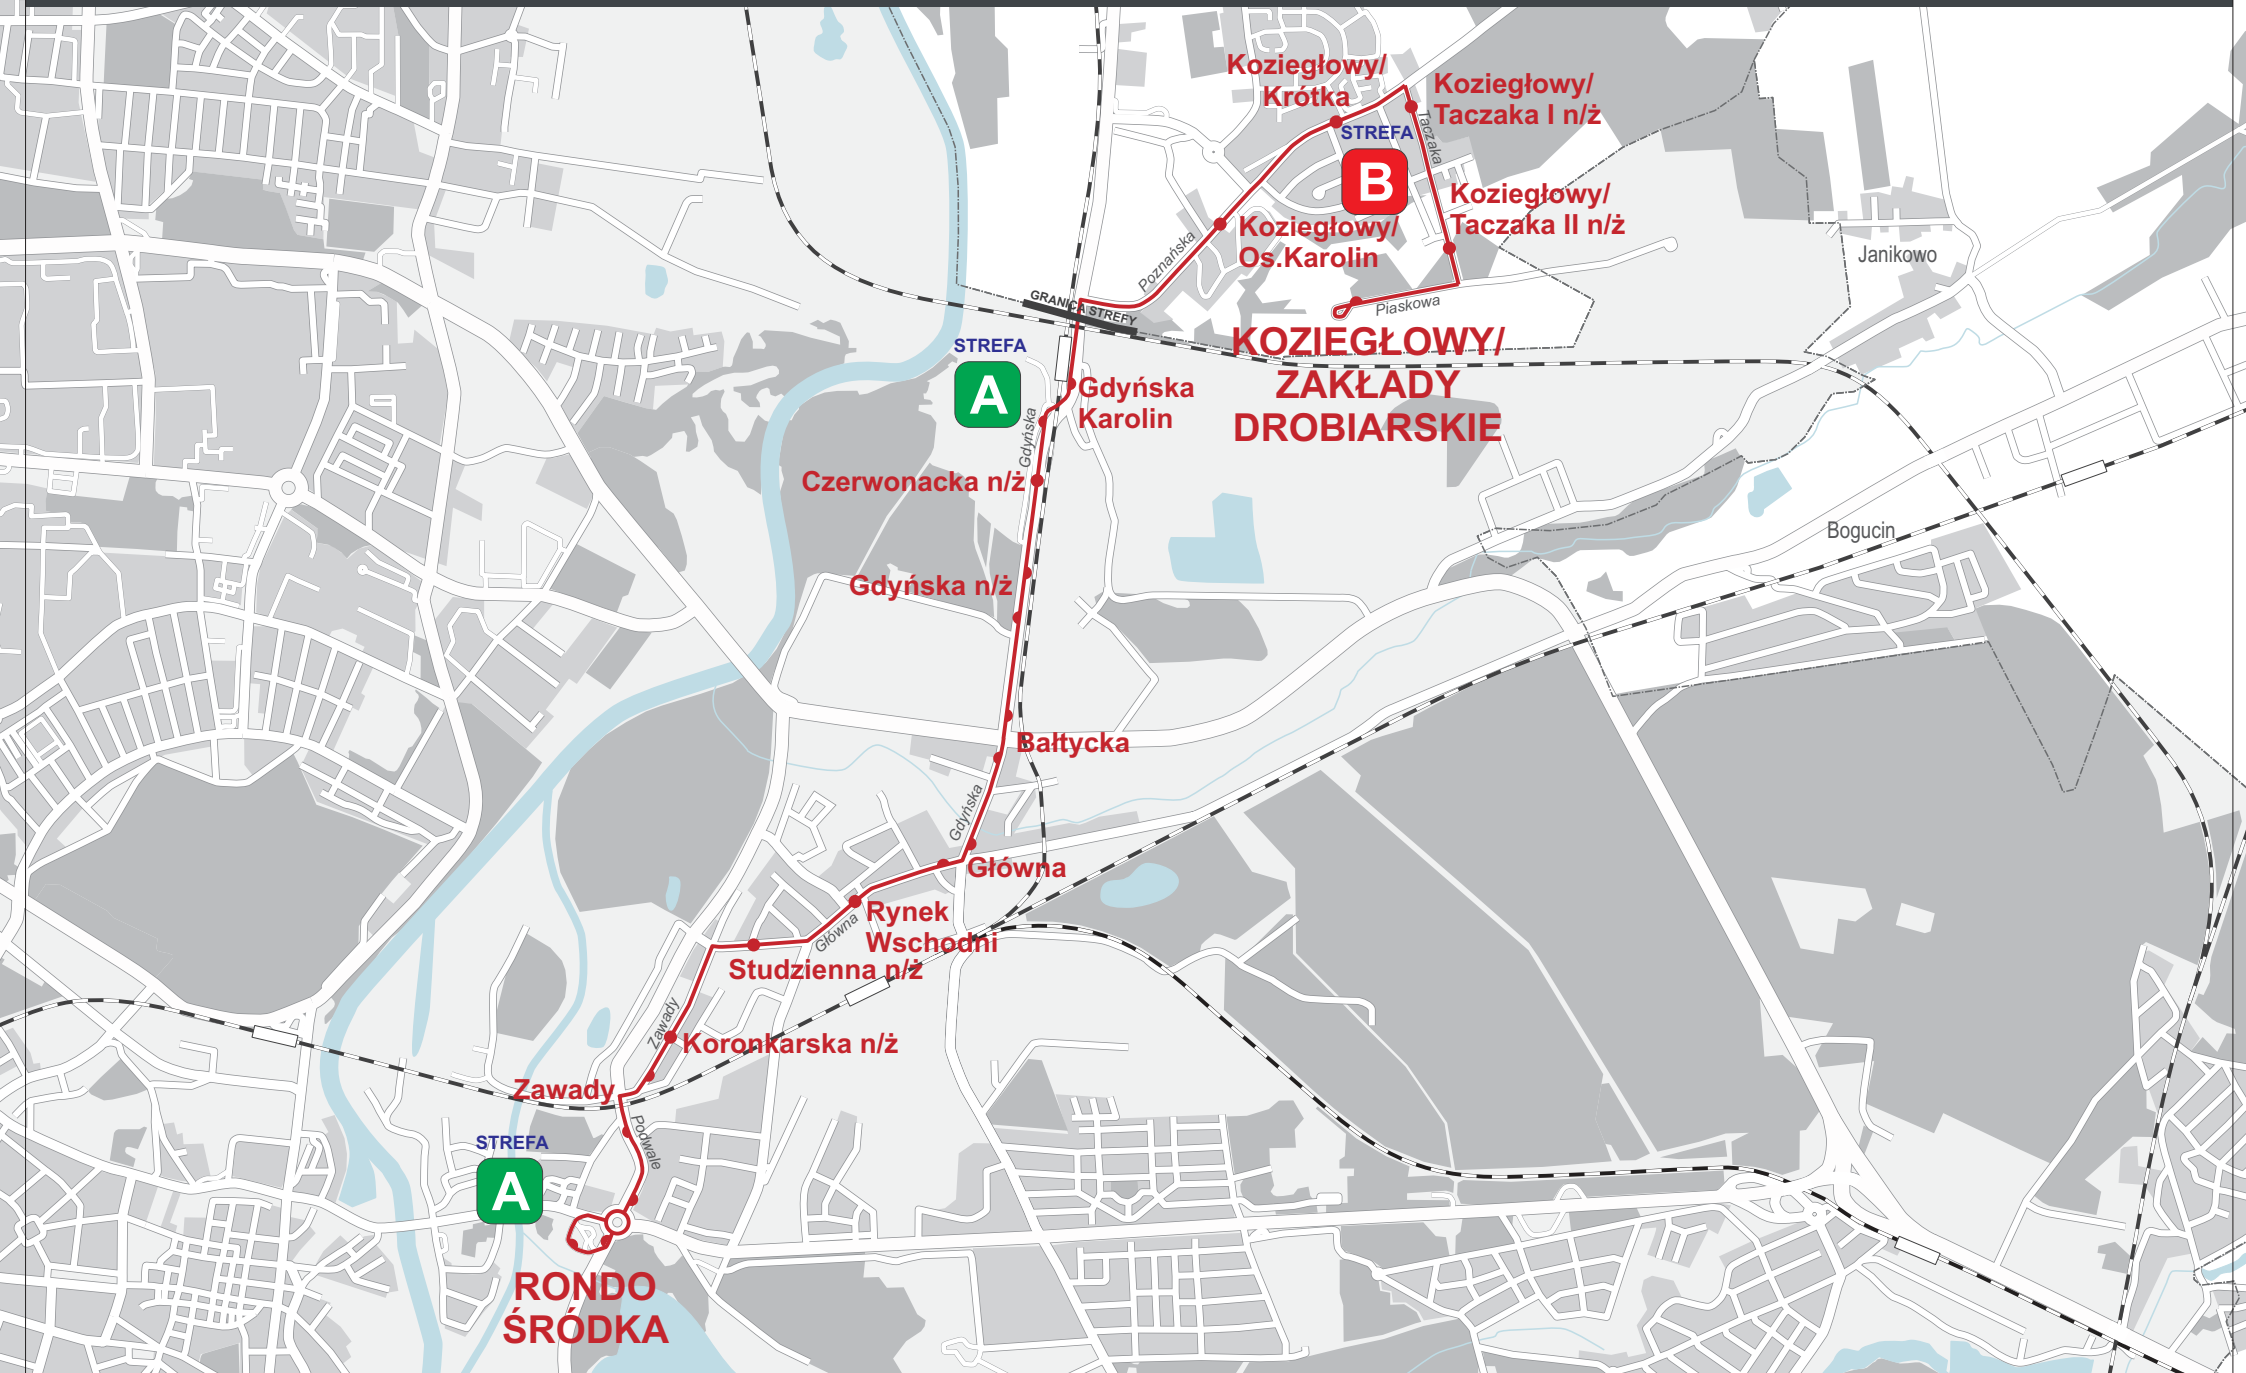 Koziegłowy/
Krótka
Koziegłowy/
Taczaka I n/ż
STREFA
B
Taczaka
Koziegłowy/
Taczaka II n/ż
Koziegłowy/
Os.Karolin
Poznańska
Janikowo
GRANICA STREFY
Piaskowa
KOZIEGŁOWY/
ZAKŁADY
DROBIARSKIE
STREFA
A
Gdyńska
Karolin
Gdyńska
Czerwonacka n/ż
Bogucin
Gdyńska n/ż
Bałtycka
Gdyńska
Główna
Rynek
Wschodni
Główna
Studzienna n/ż
Zawady
Koronkarska n/ż
Zawady
Podwale
STREFA
A
RONDO
ŚRÓDKA